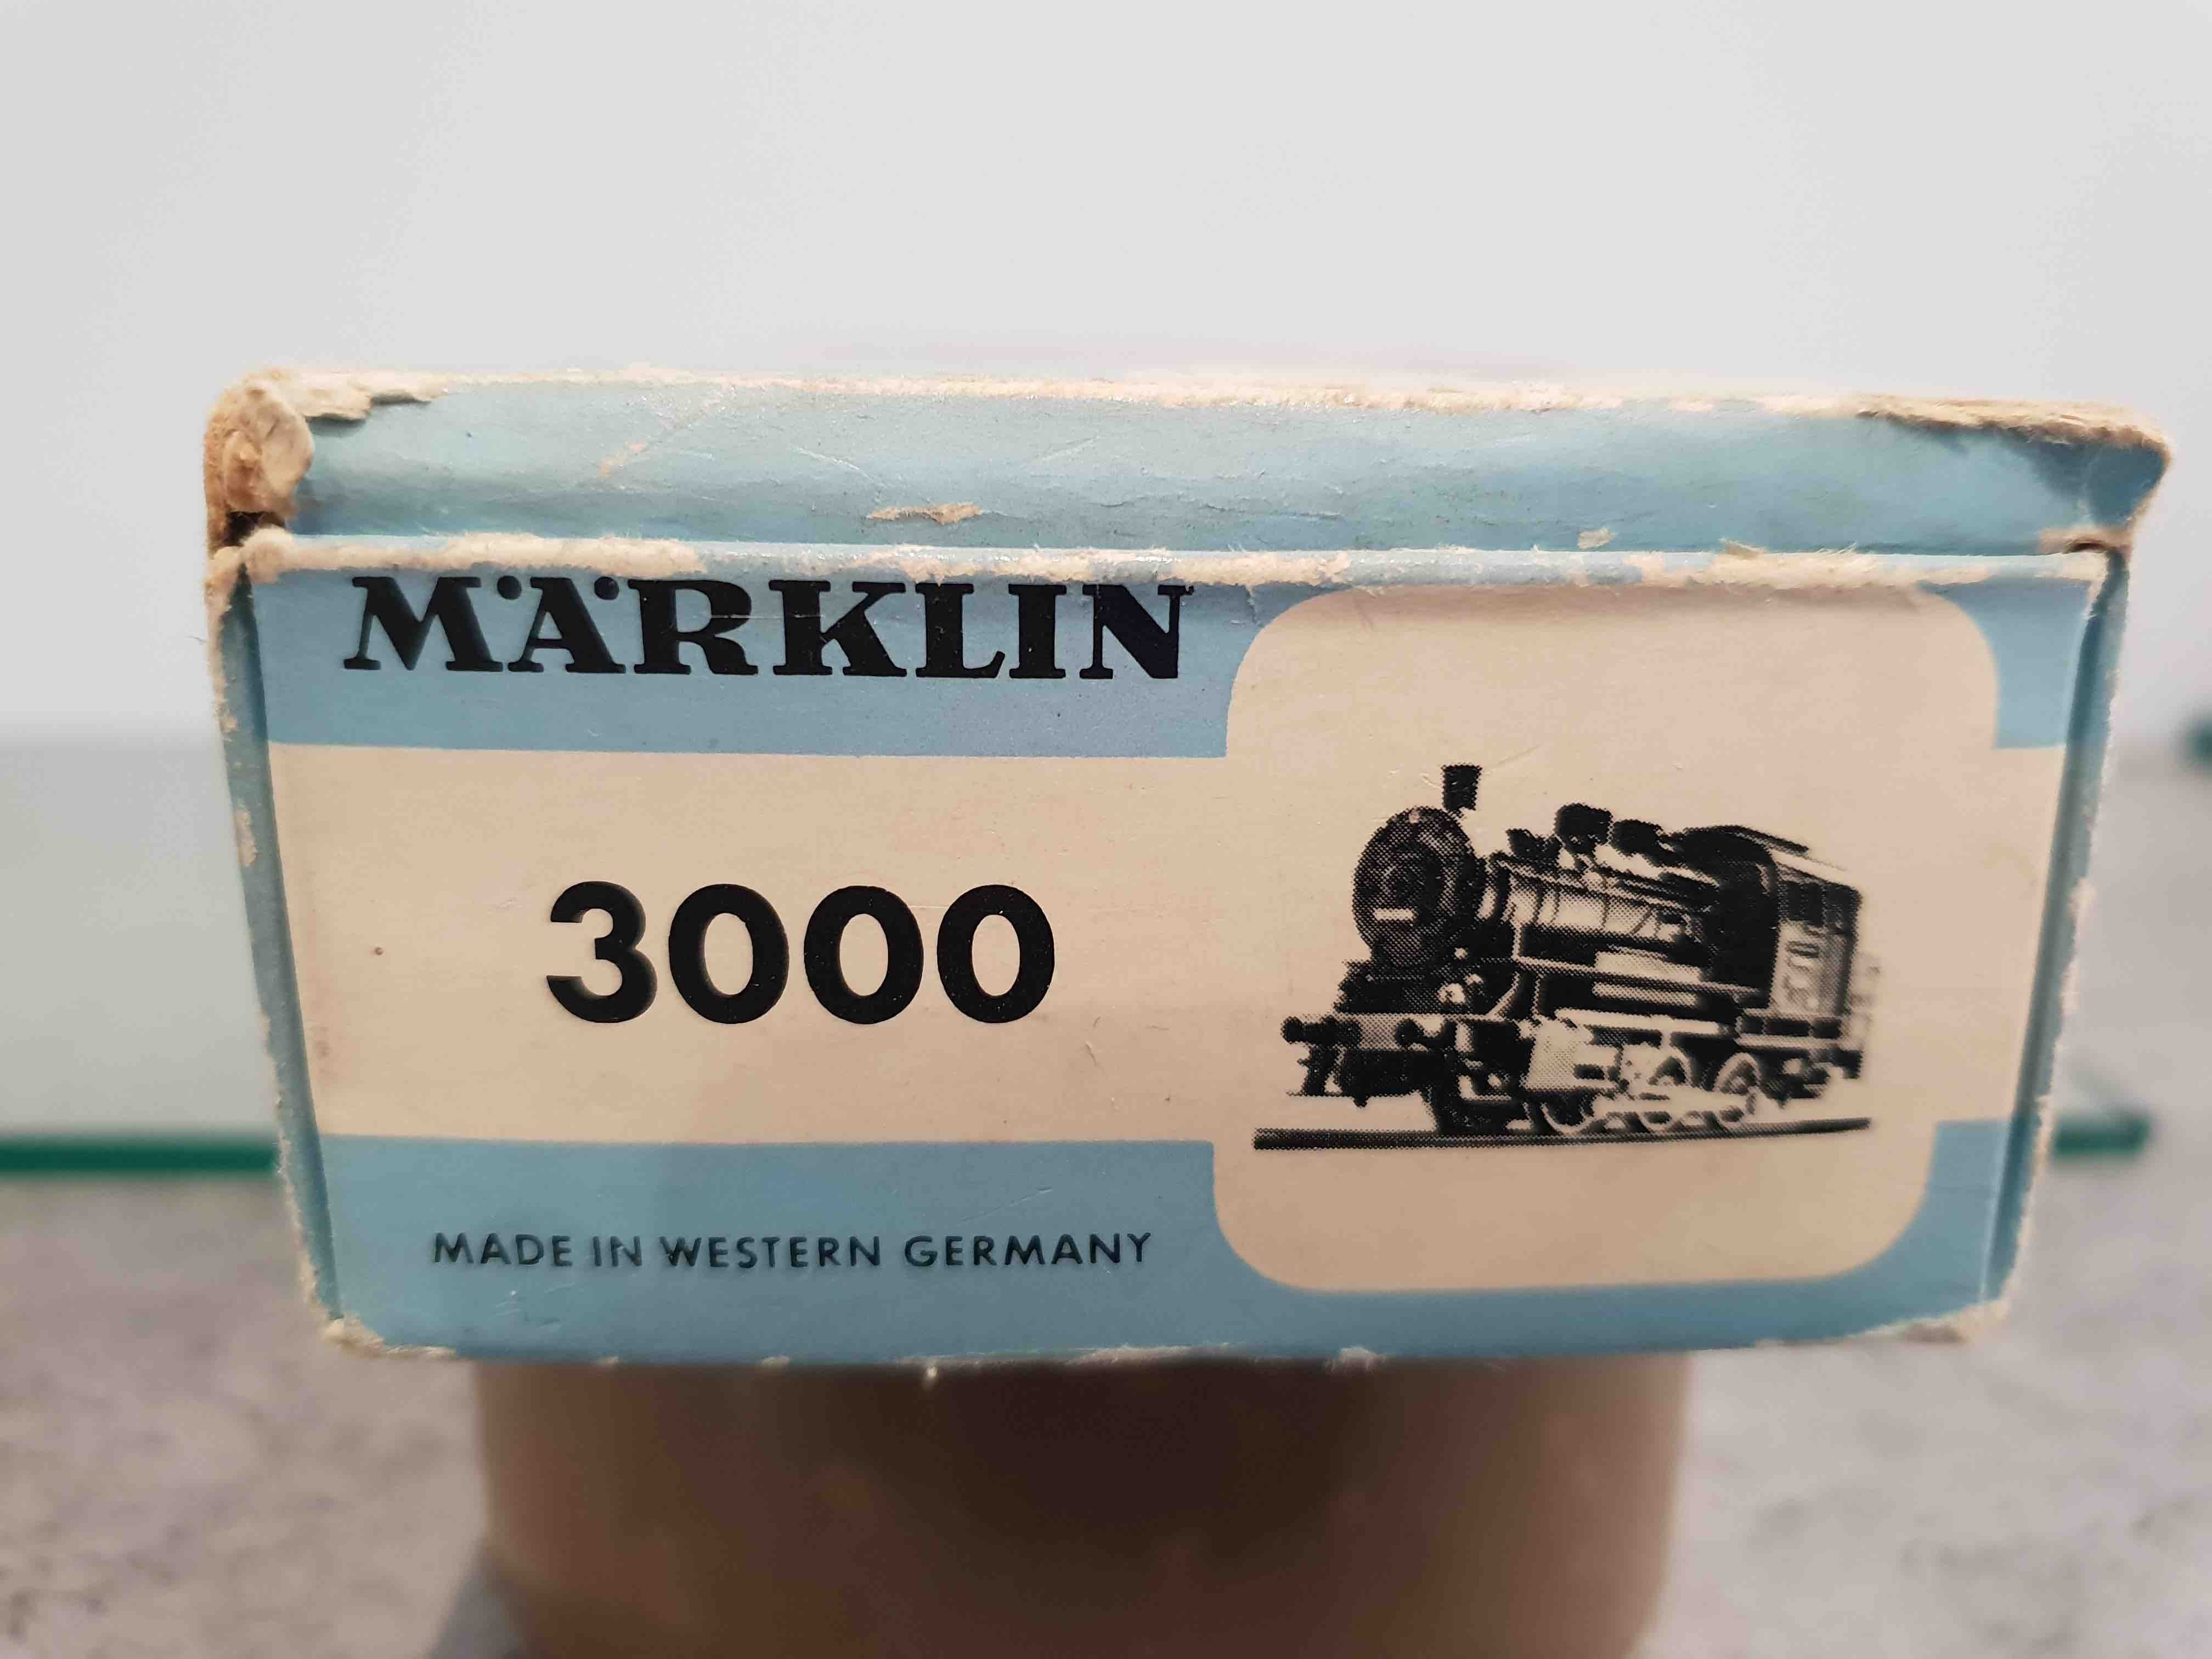 MÄRKLIN
3000
MADE IN WESTERN GERMANY